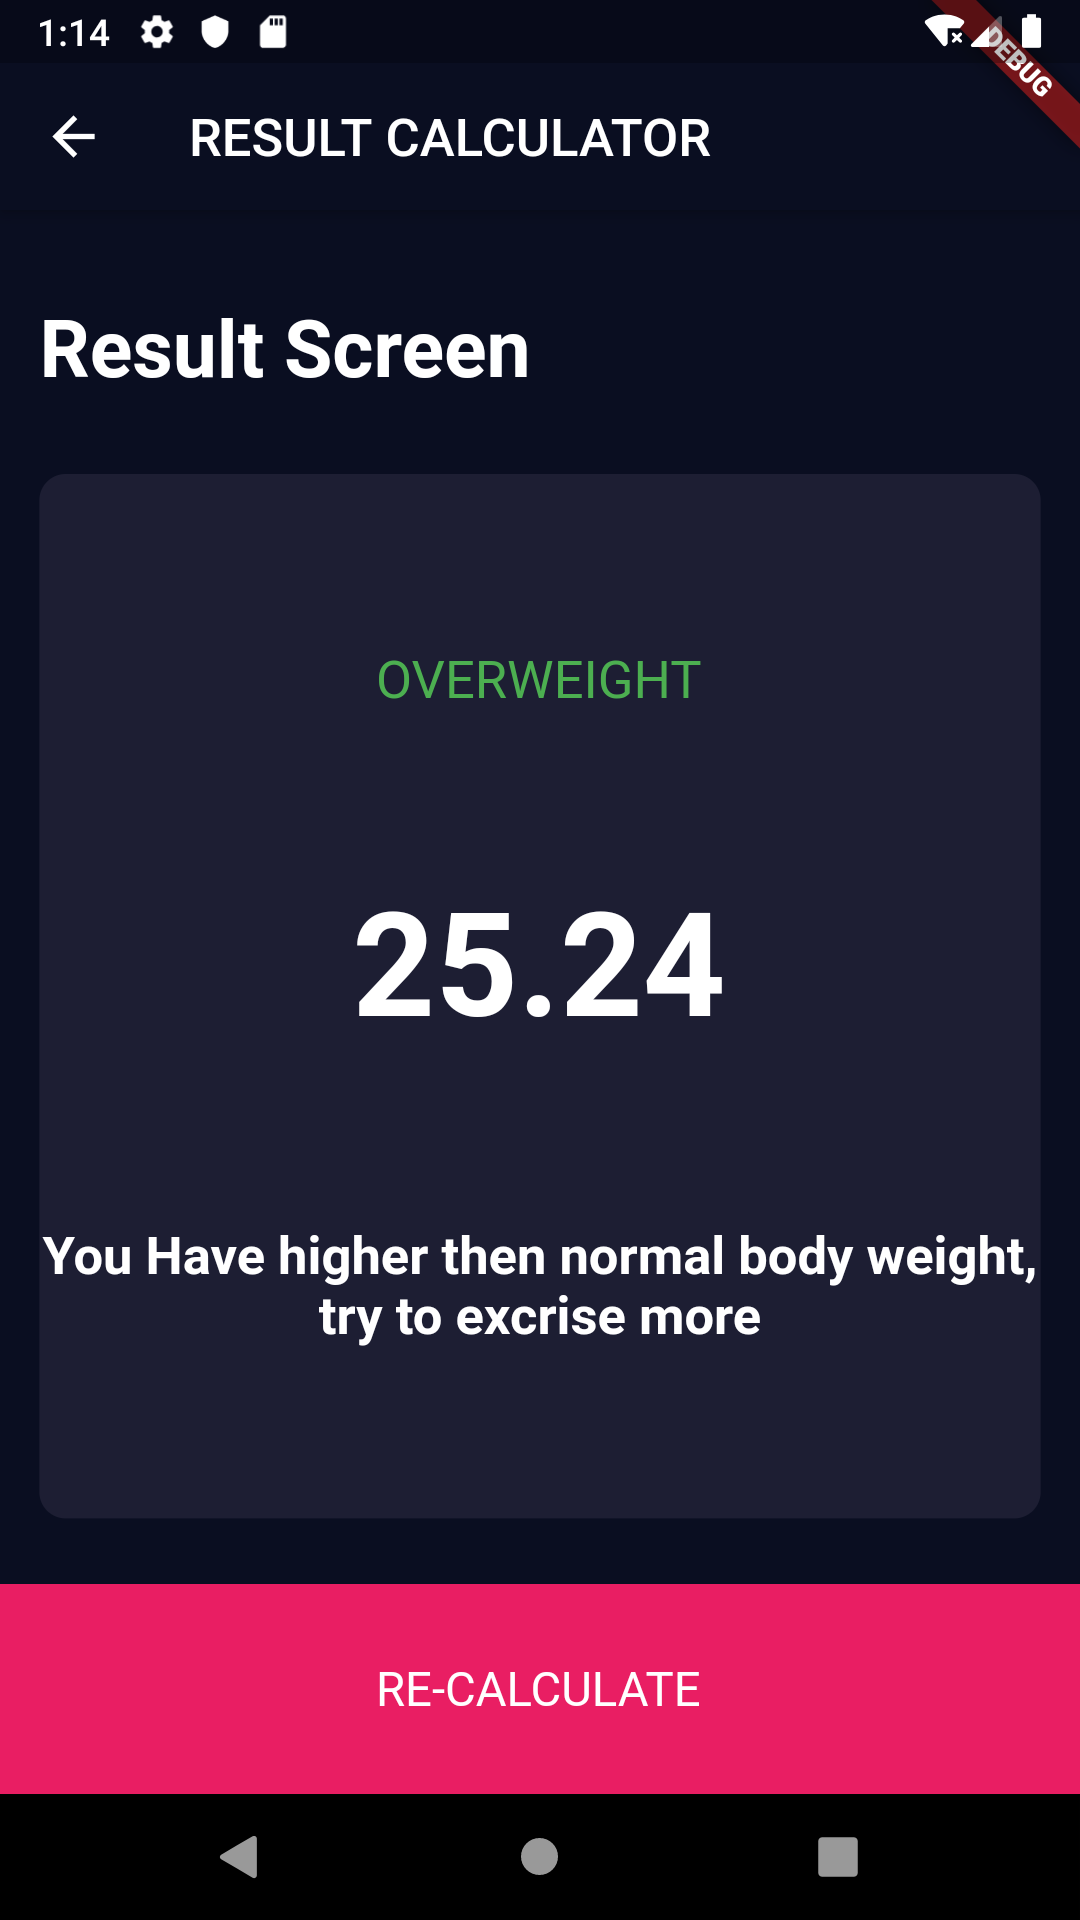 1:14
DEBUG
RESULT CALCULATOR
Result Screen
OVERWEIGHT
25.24
You Have higher then normal body weight,
try to excrise more
RE-CALCULATE